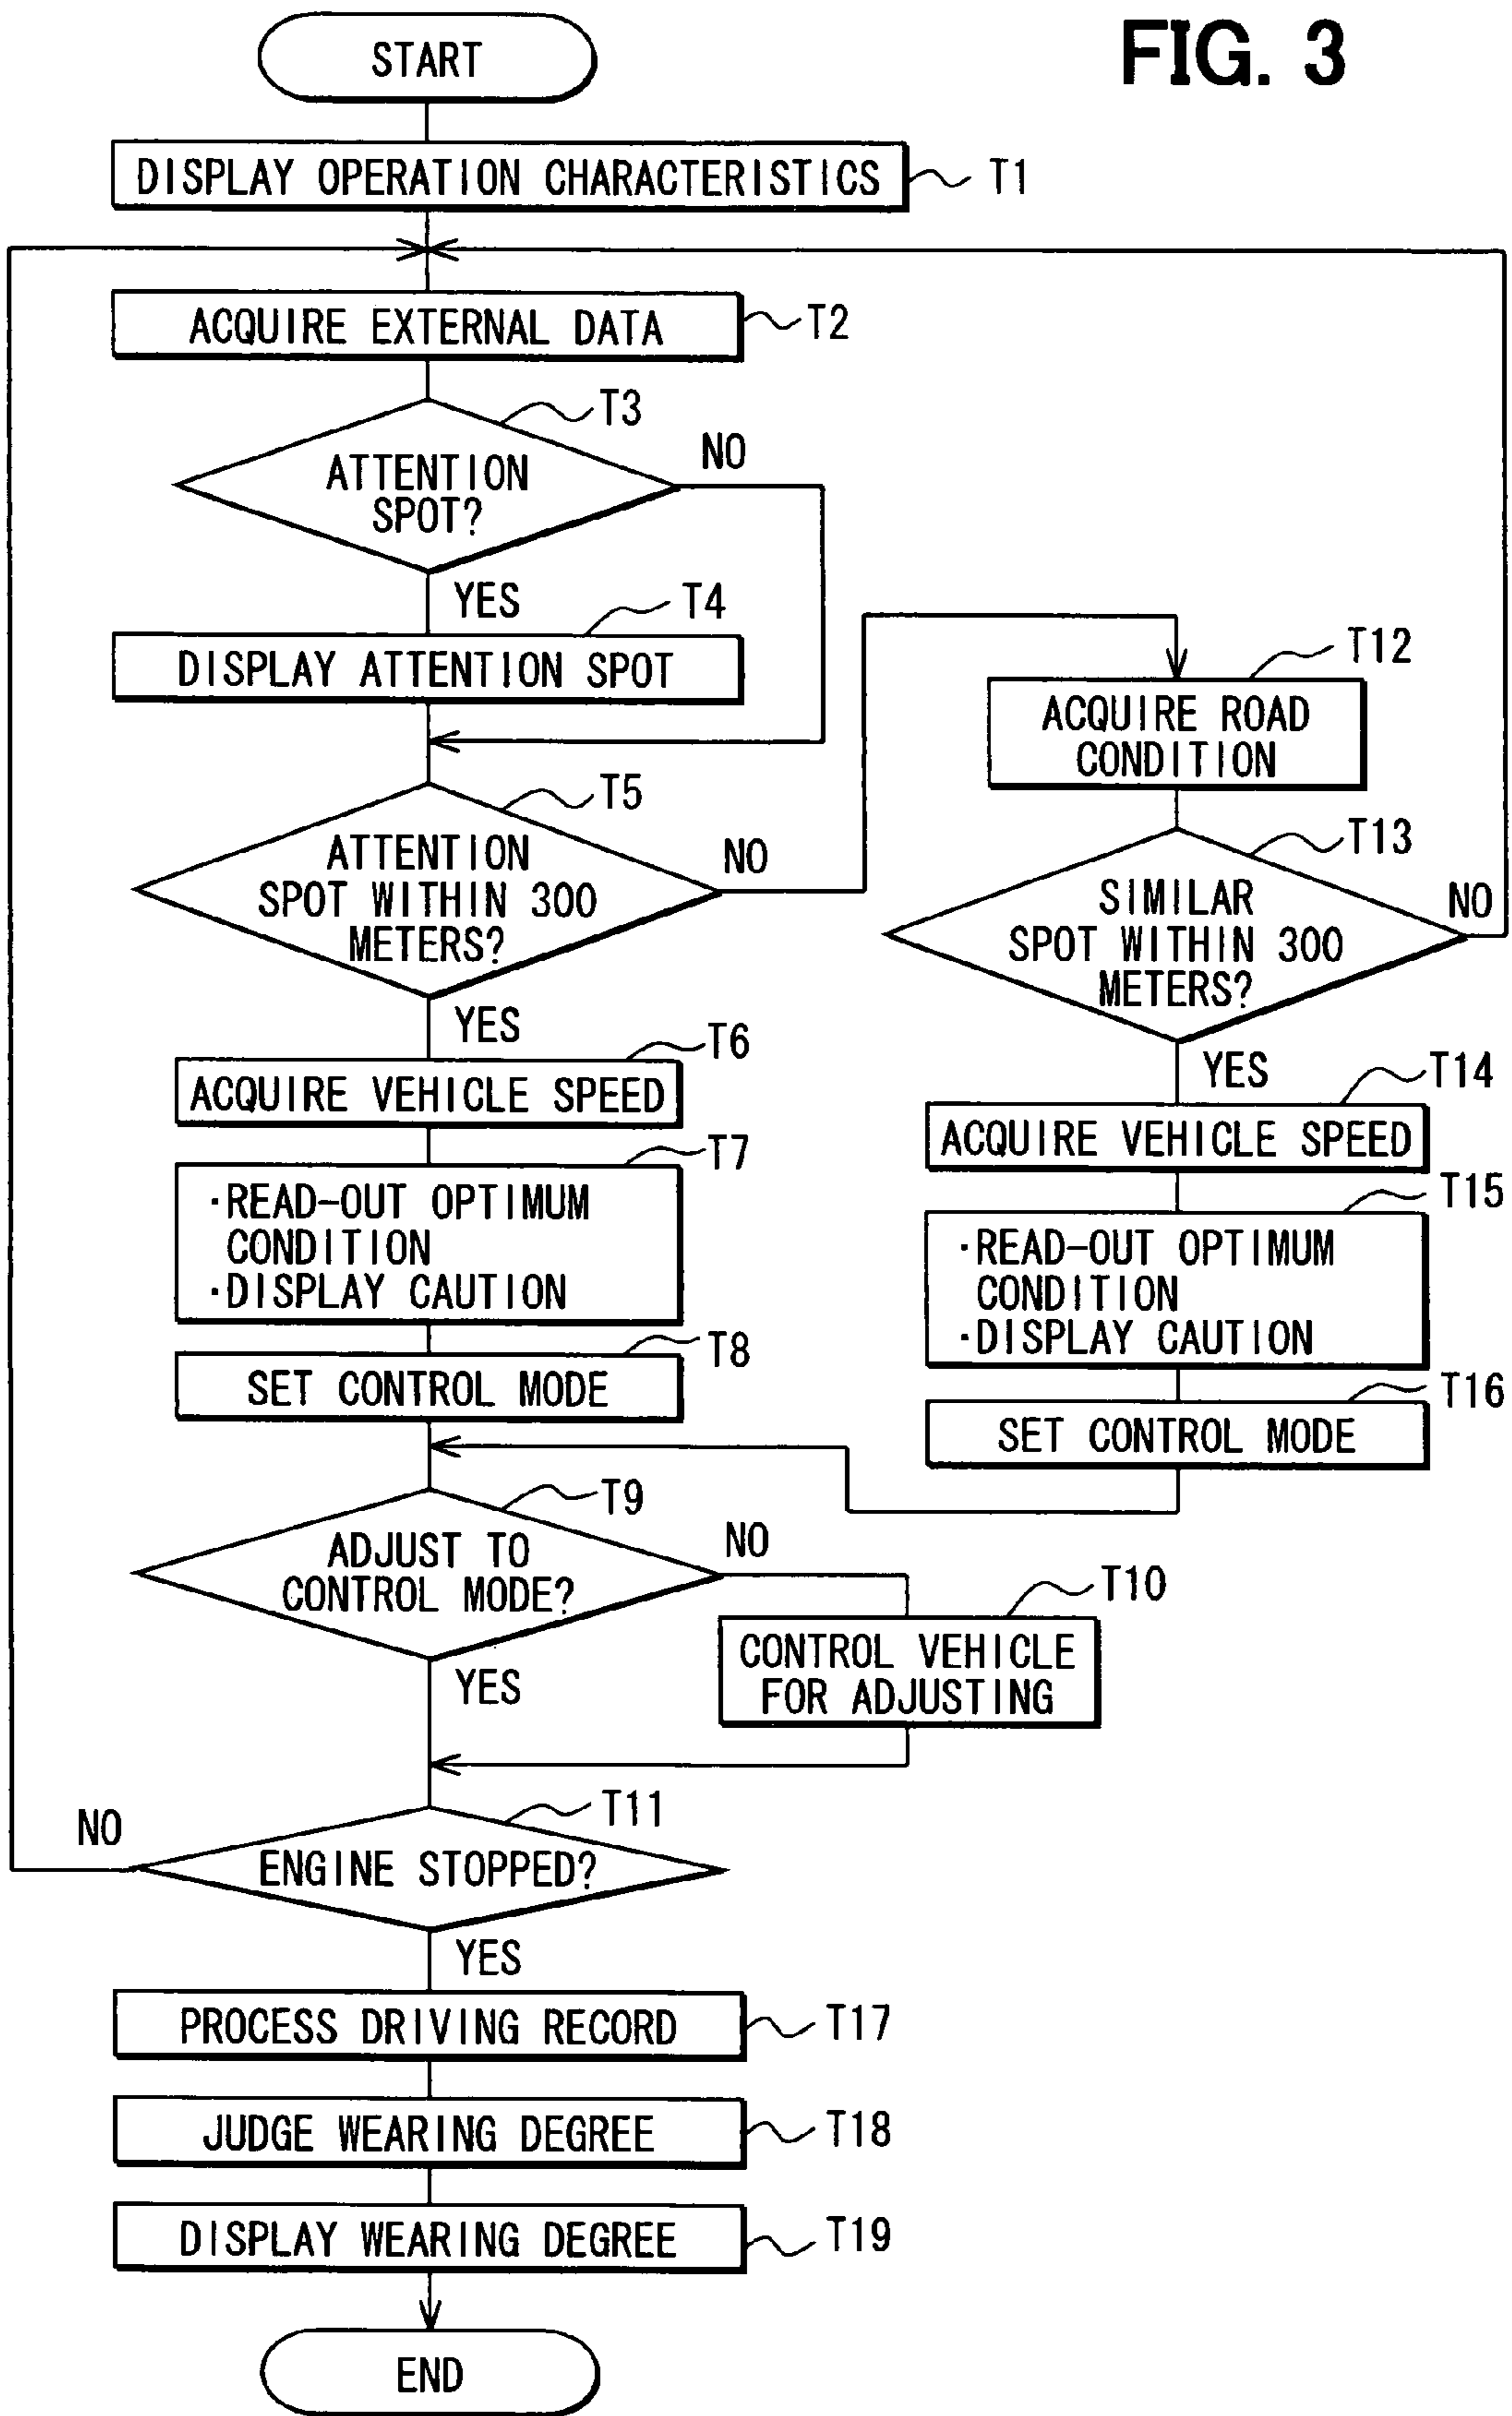 FIG. 3
START
DISPLAY OPERATION CHARACTERISTICS
T1
ACQUIRE EXTERNAL DATA
T2
T3
ATTENTION
SPOT?
NO
YES
T4
DISPLAY ATTENTION SPOT
T5
ATTENTION
SPOT WITHIN 300
METERS?
NO
YES
T6
ACQUIRE VEHICLE SPEED
T7
·READ-OUT OPTIMUM
CONDITION
·DISPLAY CAUTION
T8
SET CONTROL MODE
T12
ACQUIRE ROAD
CONDITION
T13
SIMILAR
SPOT WITHIN 300
METERS?
NO
YES
T14
ACQUIRE VEHICLE SPEED
T15
·READ-OUT OPTIMUM
CONDITION
·DISPLAY CAUTION
T16
SET CONTROL MODE
T9
ADJUST TO
CONTROL MODE?
NO
T10
CONTROL VEHICLE
FOR ADJUSTING
YES
T11
NO
ENGINE STOPPED?
YES
PROCESS DRIVING RECORD
T17
JUDGE WEARING DEGREE
T18
DISPLAY WEARING DEGREE
T19
END